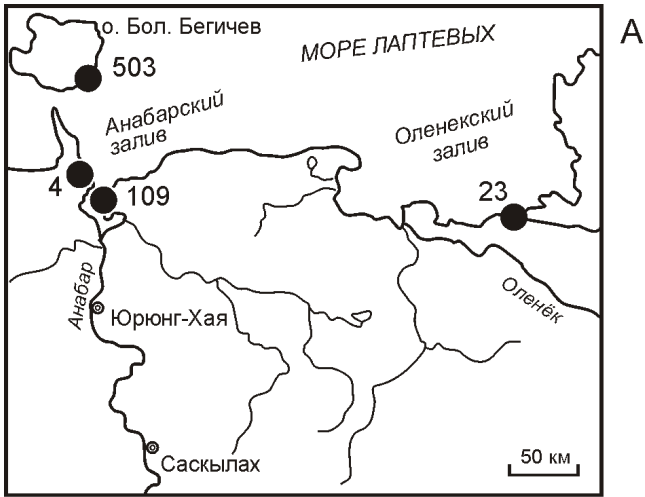 о. Бол. Бегичев
А
МОРЕ ЛАПТЕВЫХ
503
Анабарский
залив
Оленекский
залив
4
109
23
Анабар
Оленёк
Юрюнг-Хая
Саскылах
50 км